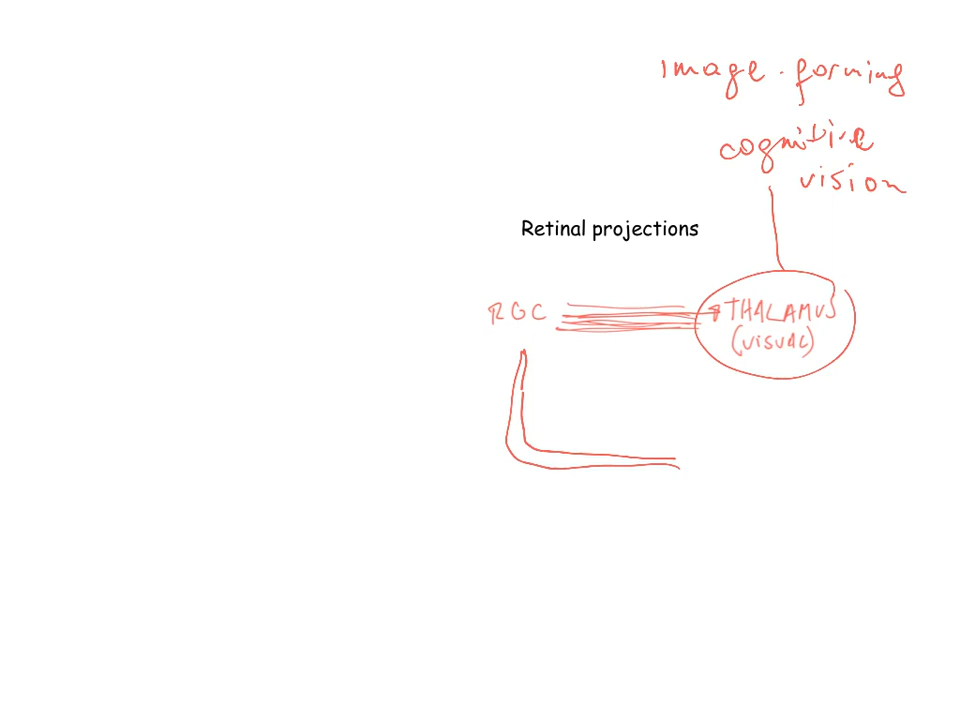 image-forming
cognitive
vision
Retinal projections
RGC
THALAMUS
(VISUAL)